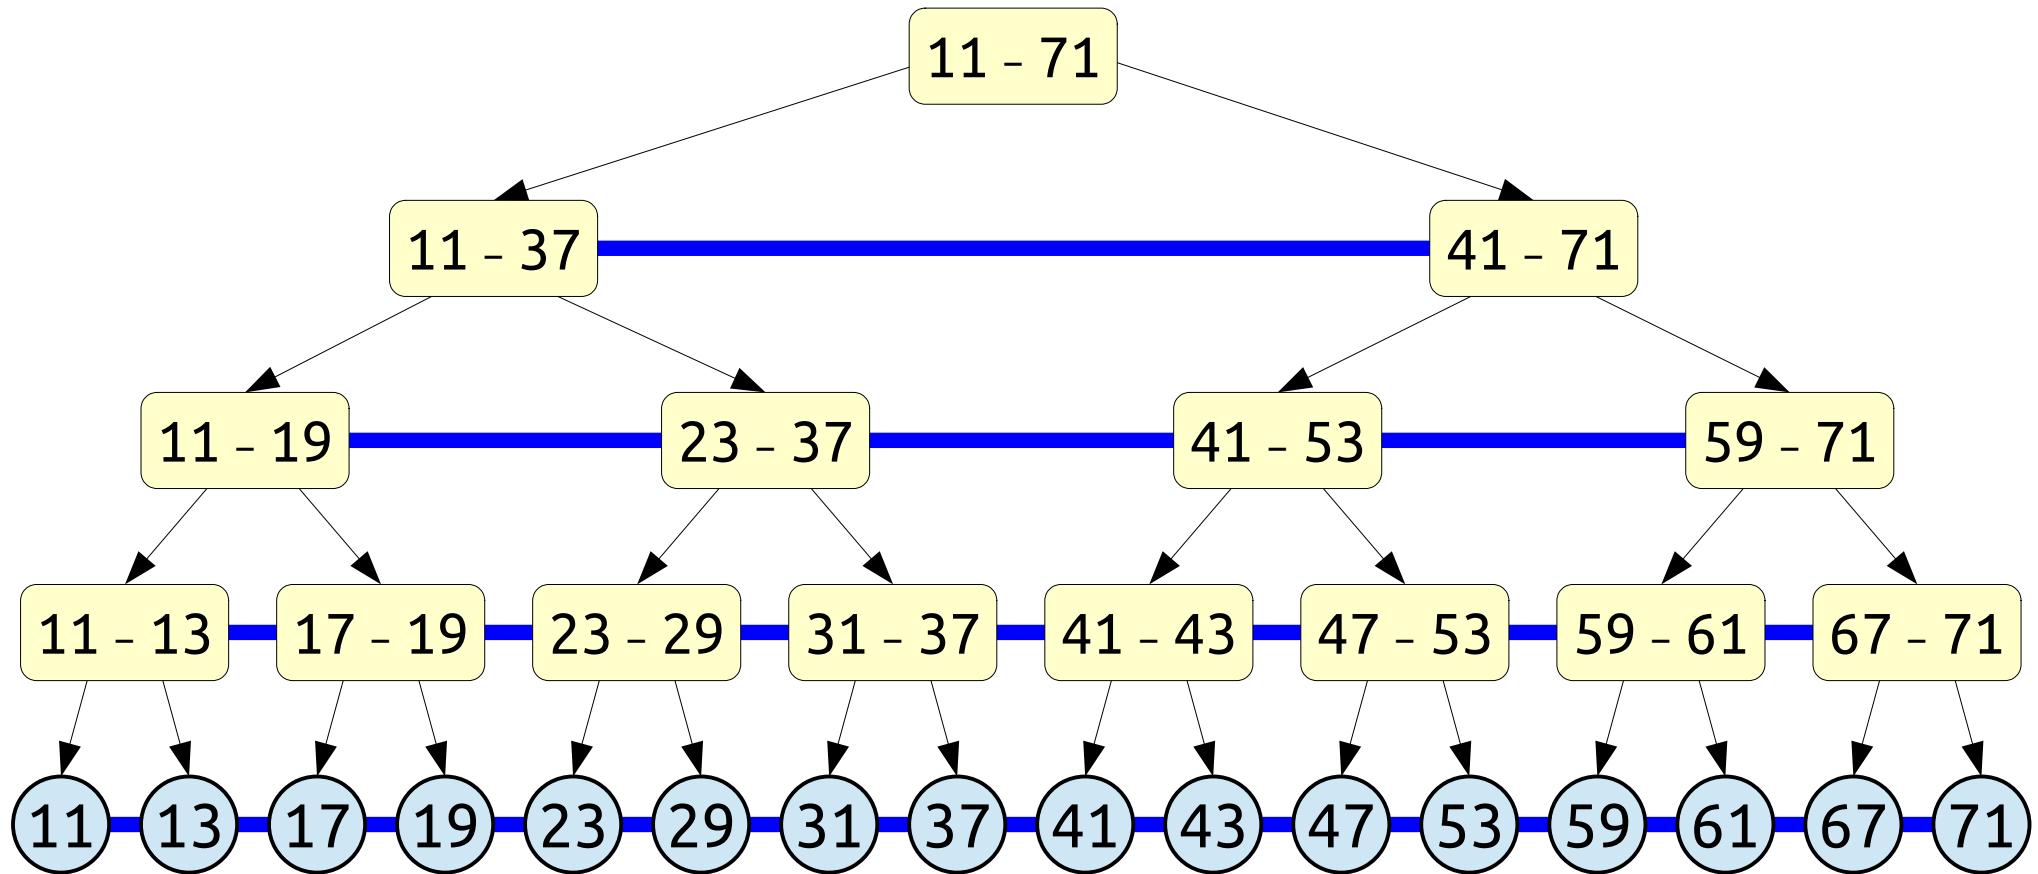 11 – 71
11 – 37
41 – 71
11 – 19
23 – 37
41 – 53
59 – 71
11 – 13
17 – 19
23 – 29
31 – 37
41 – 43
47 – 53
59 – 61
67 – 71
11
13
17
19
23
29
31
37
41
43
47
53
59
61
67
71